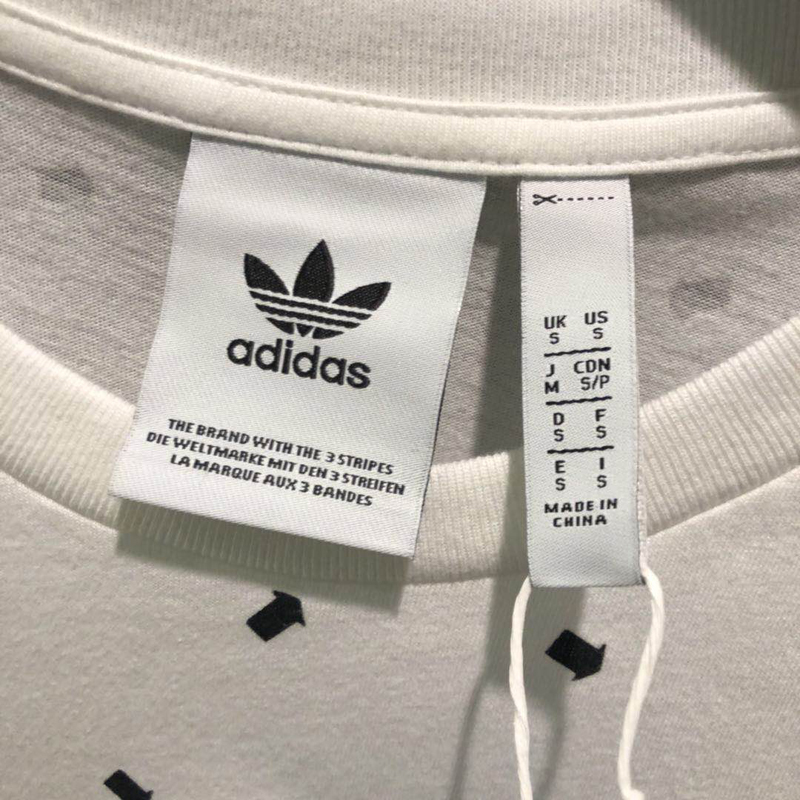 adidas
THE BRAND WITH THE 3 STRIPES
DIE WELTMARKE MIT DEN 3 STREIFEN
LA MARQUE AUX 3 BANDES
UK US
S S
J CDN
M S/P
D F
S S
E I
S S
MADE IN
CHINA